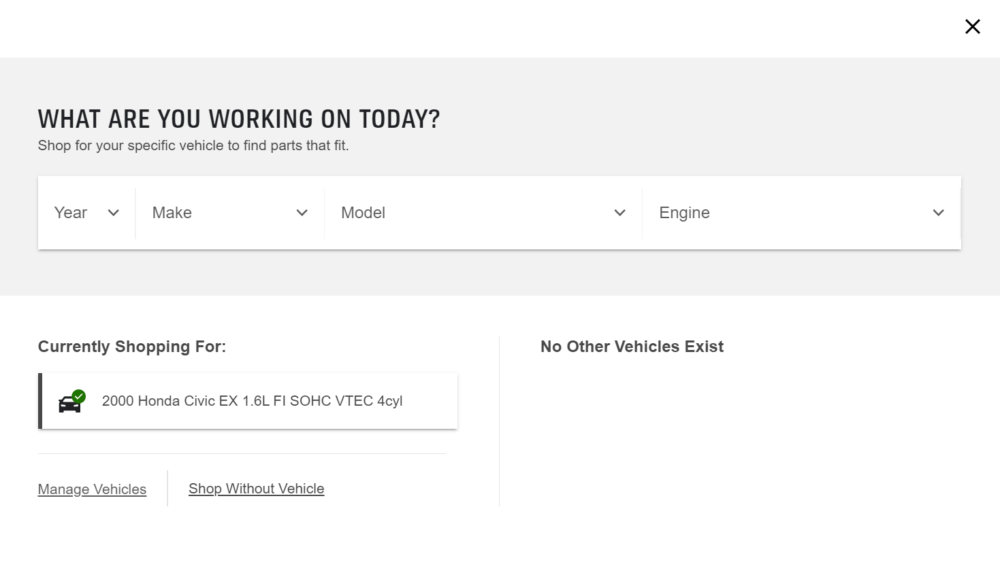 WHAT ARE YOU WORKING ON TODAY?
Shop for your specific vehicle to find parts that fit.
Year
Make
Model
Engine
Currently Shopping For:
2000 Honda Civic EX 1.6L FI SOHC VTEC 4cyl
Manage Vehicles
Shop Without Vehicle
No Other Vehicles Exist